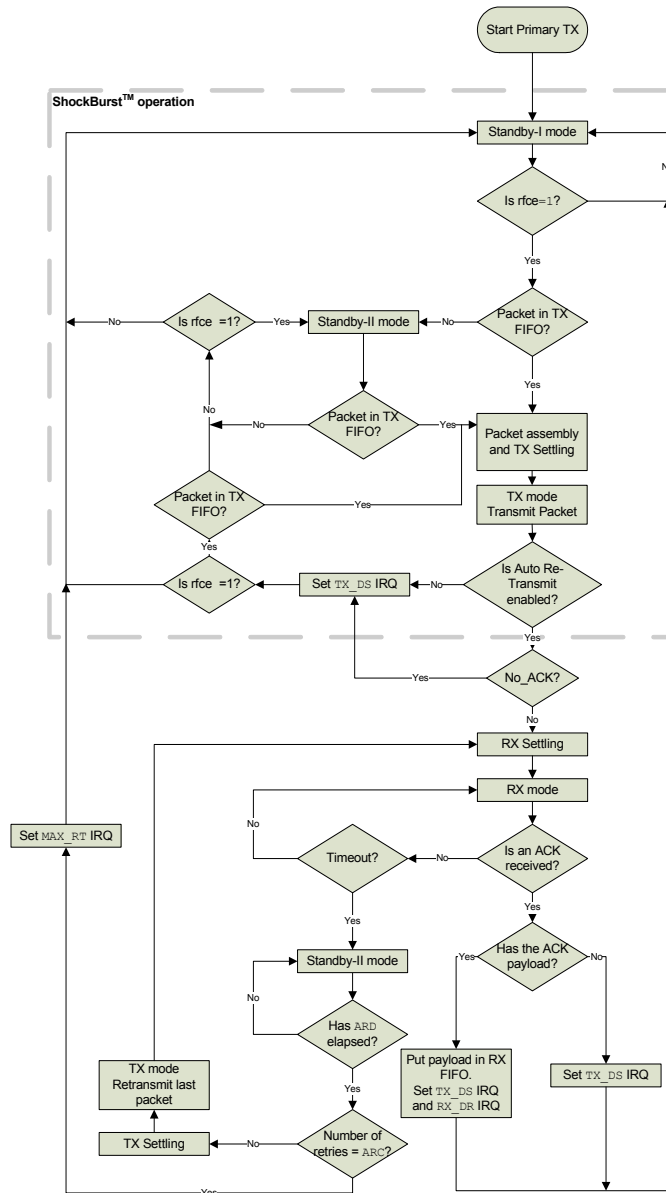 Start Primary TX
ShockBurst™ operation
Standby-I mode
Is rfce=1?
No
Yes
Packet in TX
FIFO?
No
Standby-II mode
Yes
Is rfce =1?
No
Yes
Packet in TX
FIFO?
No
Yes
No
Packet assembly
and TX Settling
Packet in TX
FIFO?
Yes
TX mode
Transmit Packet
Yes
Is Auto Re-
Transmit
enabled?
No
Set TX_DS IRQ
Is rfce =1?
Yes
No_ACK?
Yes
No
RX Settling
RX mode
No
Set MAX_RT IRQ
Is an ACK
received?
No
Timeout?
Yes
Yes
Has the ACK
payload?
Yes
No
Standby-II mode
No
Has ARD
elapsed?
Yes
TX mode
Retransmit last
packet
Put payload in RX
FIFO.
Set TX_DS IRQ
and RX_DR IRQ
Set TX_DS IRQ
TX Settling
No
Number of
retries = ARC?
Yes